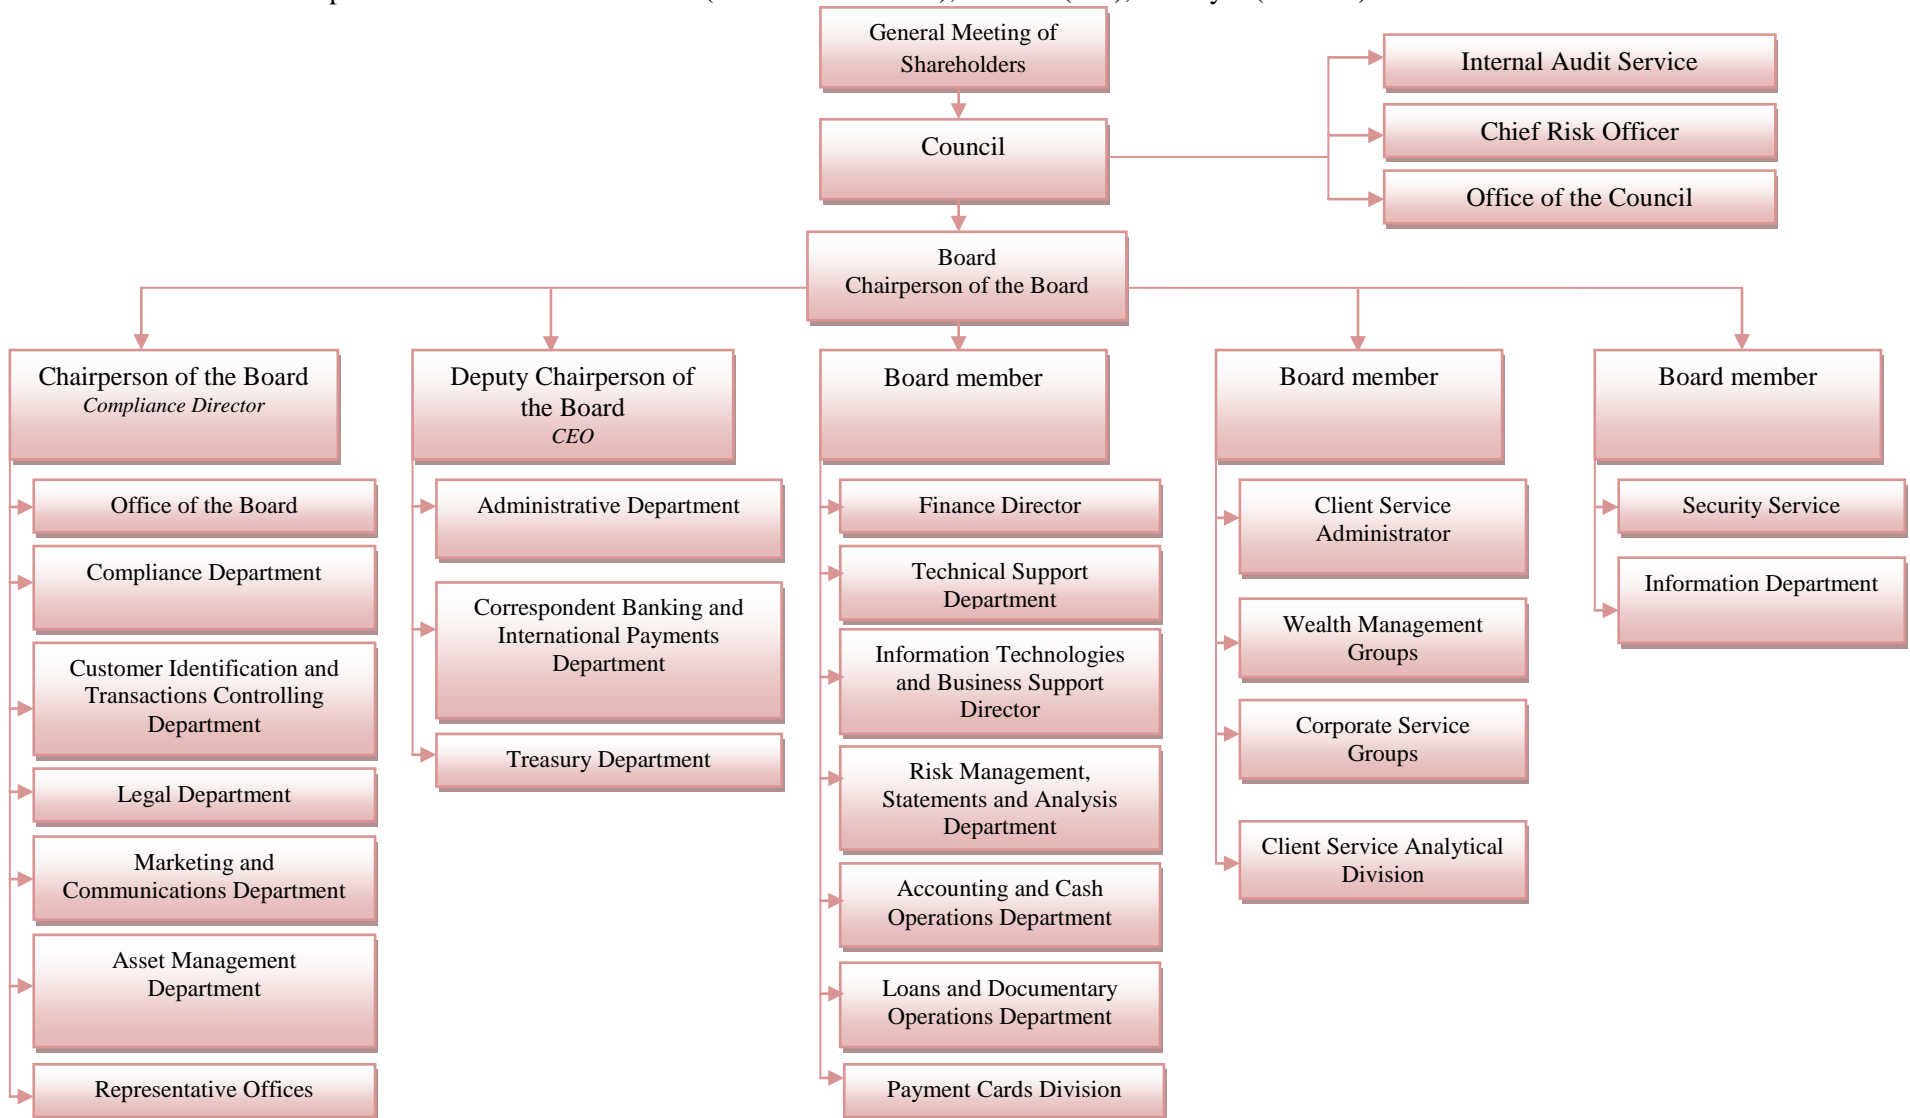 General Meeting of
Shareholders
Internal Audit Service
Chief Risk Officer
Council
Office of the Council
Board
Chairperson of the Board
Chairperson of the Board
Compliance Director
Office of the Board
Compliance Department
Customer Identification and
Transactions Controlling
Department
Legal Department
Marketing and
Communications Department
Asset Management
Department
Representative Offices
Deputy Chairperson of
the Board
CEO
Administrative Department
Correspondent Banking and
International Payments
Department
Treasury Department
Board member
Finance Director
Technical Support
Department
Information Technologies
and Business Support
Director
Risk Management,
Statements and Analysis
Department
Accounting and Cash
Operations Department
Loans and Documentary
Operations Department
Payment Cards Division
Board member
Client Service
Administrator
Wealth Management
Groups
Corporate Service
Groups
Client Service Analytical
Division
Board member
Security Service
Information Department